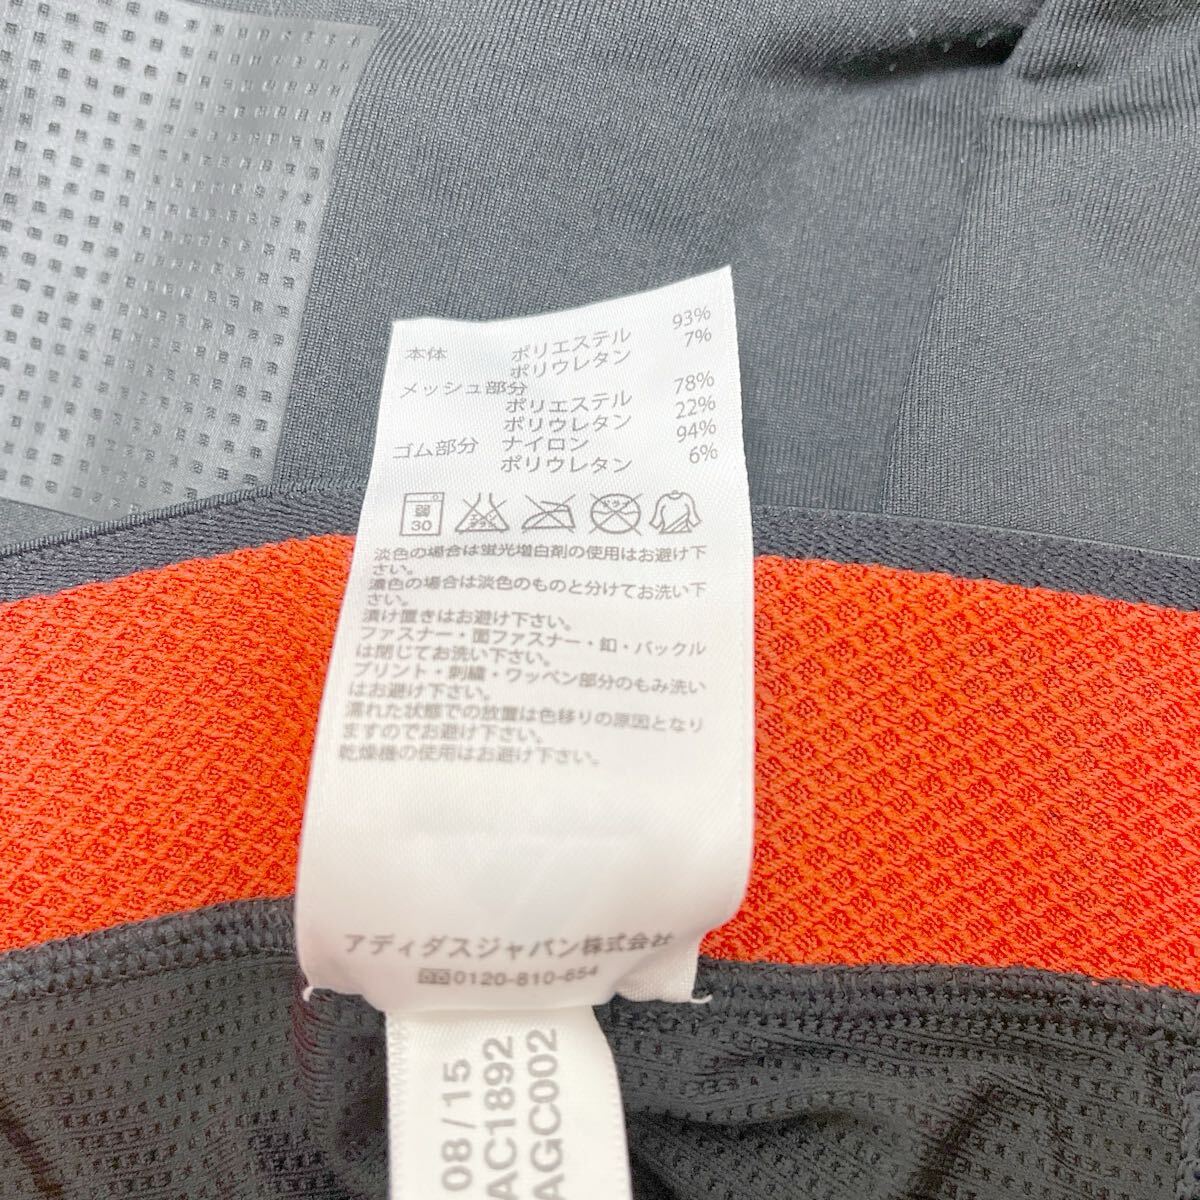 本体 ポリエステル 93%
ポリウレタン 7%
メッシュ部分
ポリエステル 78%
ポリウレタン 22%
ゴム部分 ナイロン 94%
ポリウレタン 6%
弱
30
ドライ
ドライ
淡色の場合は蛍光増白剤の使用はお避け下
さい。
濃色の場合は淡色のものと分けてお洗い下
さい。
漬け置きはお避け下さい。
ファスナー・面ファスナー・釦・バックル
は閉じてお洗い下さい。
プリント・刺繍・ワッペン部分のもみ洗い
はお避け下さい。
濡れた状態での放置は色移りの原因となり
ますのでお避け下さい。
乾燥機の使用はお避け下さい。
アディダスジャパン株式会社
0120-810-654
08/15
AC1892
AGC002